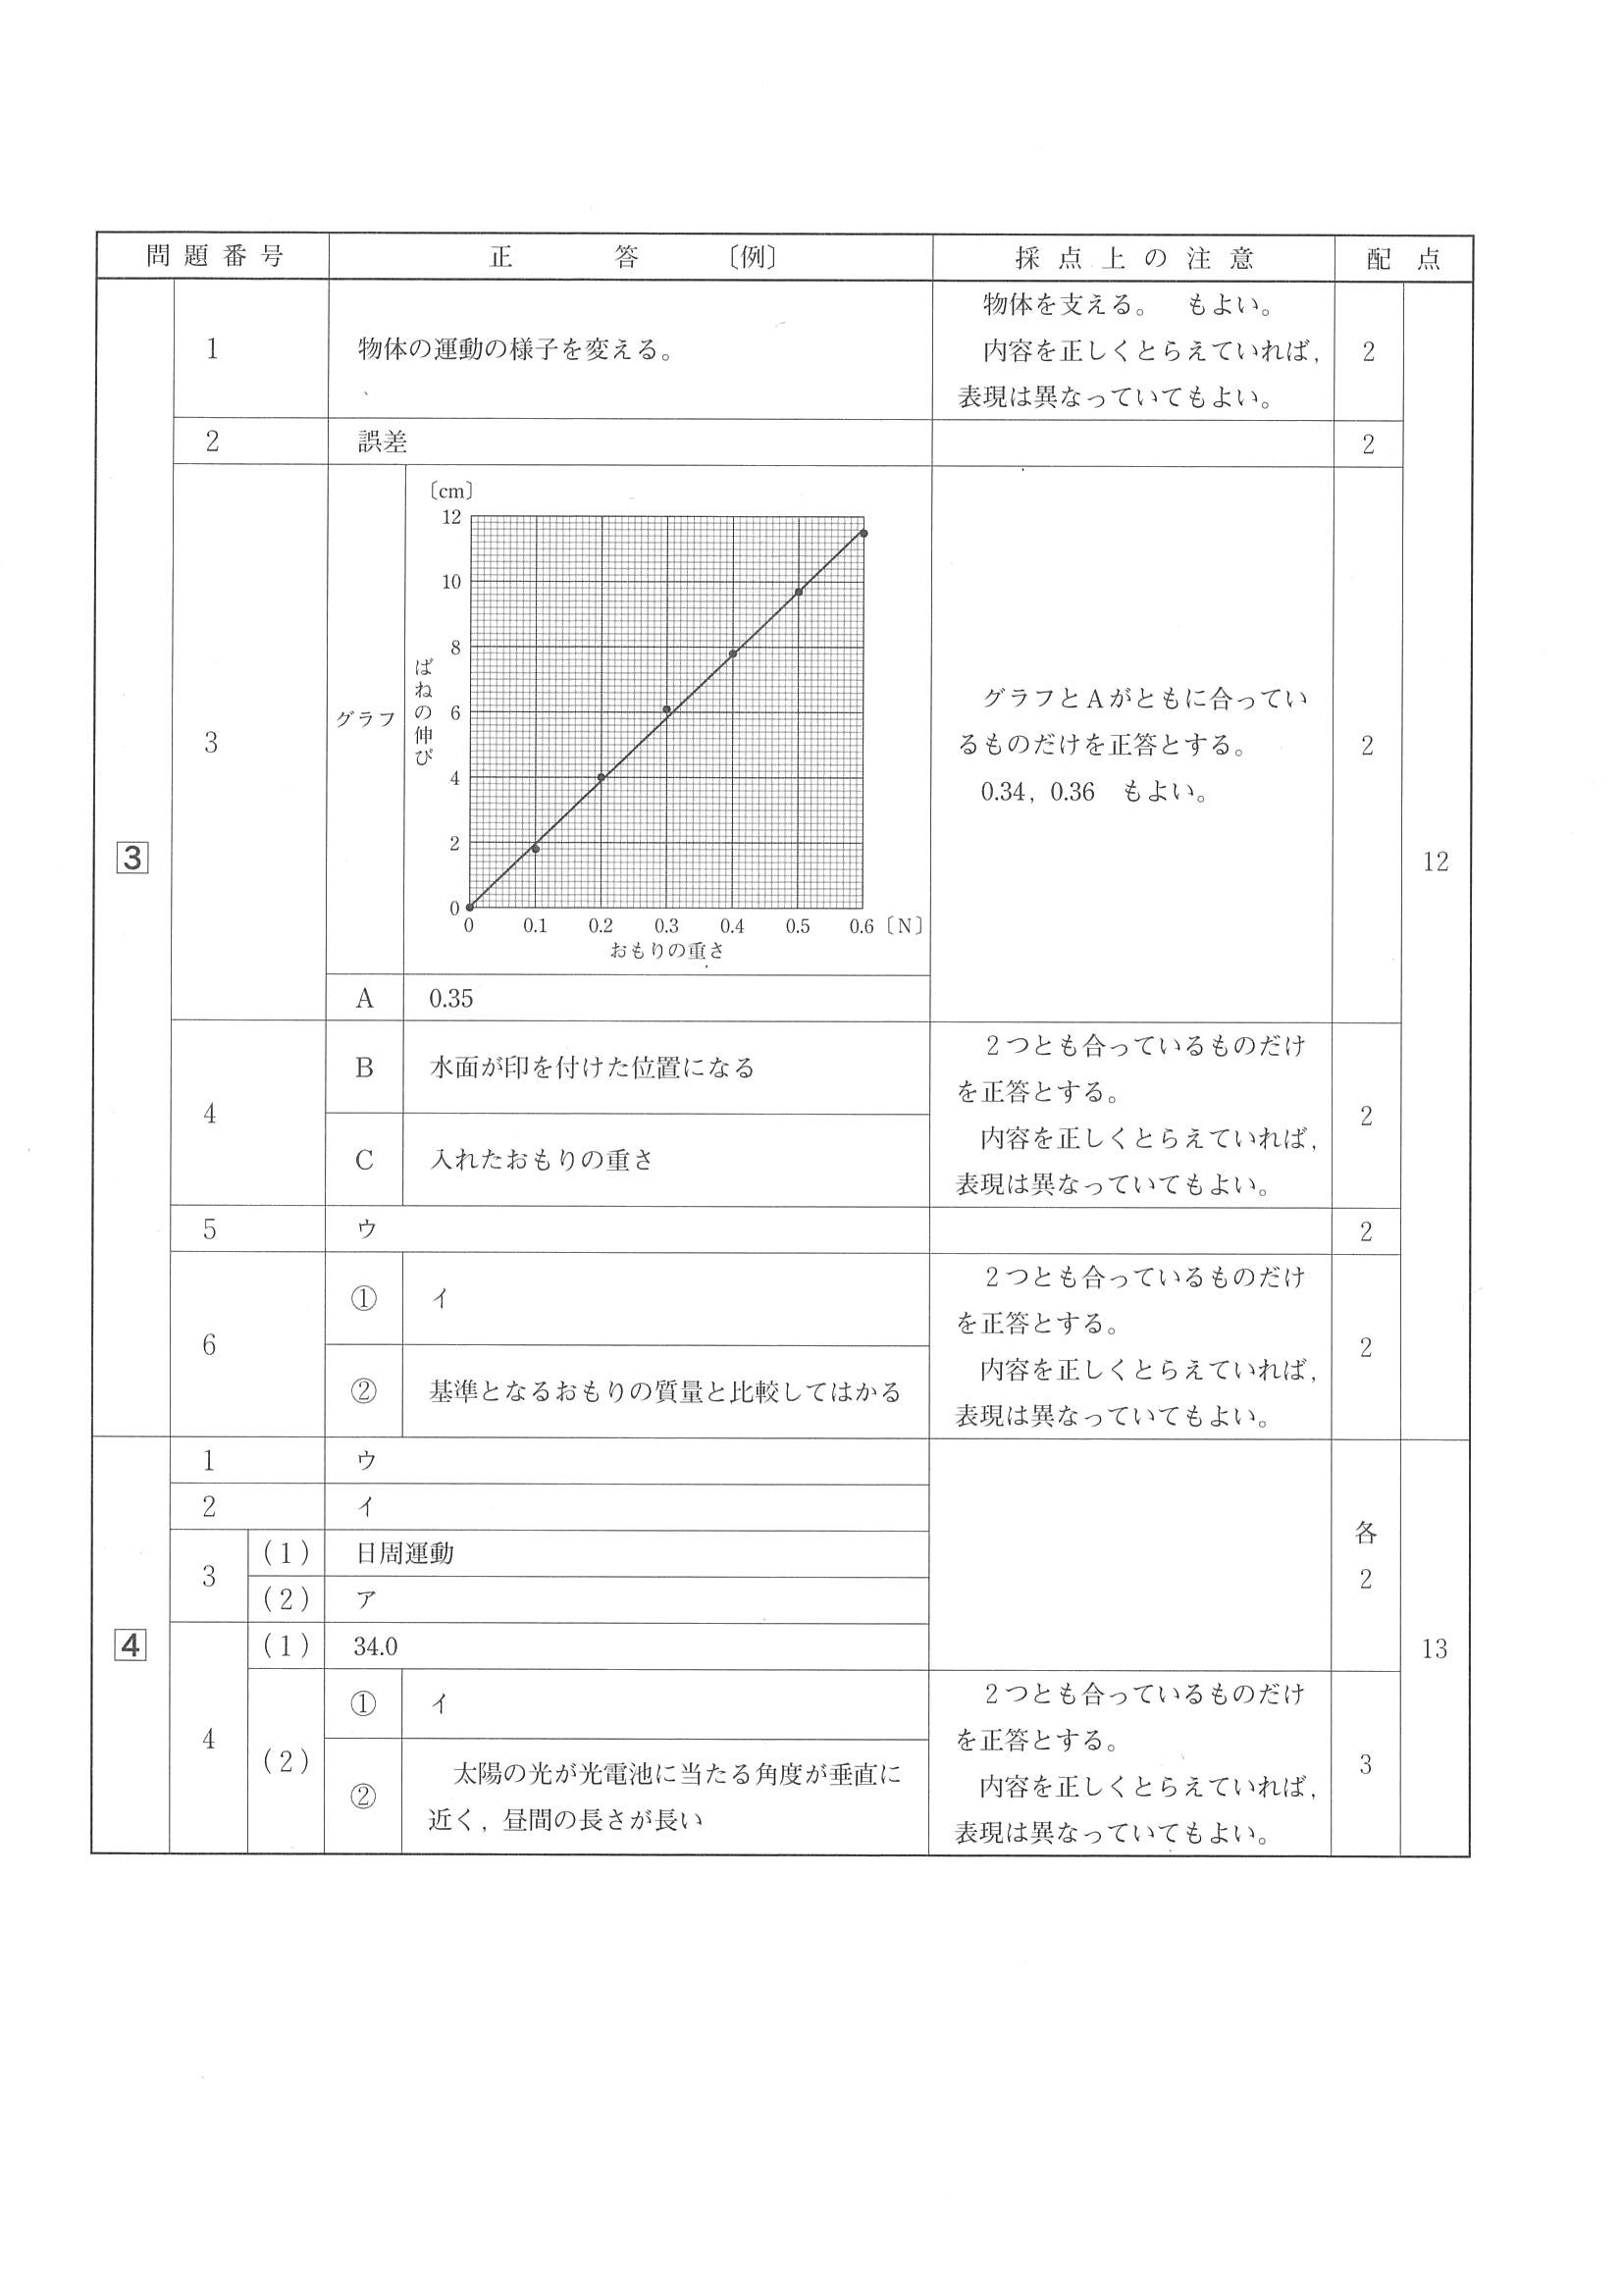 問題番号 正答〔例〕 採点上の注意 配点
3
1 物体の運動の様子を変える。 物体を支える。 もよい。
内容を正しくとらえていれば,
表現は異なっていてもよい。
2
12
2 誤差 2
3 グラフ
〔cm〕
12
10
8
6
4
2
0
ばねの伸び
0 0.1 0.2 0.3 0.4 0.5 0.6〔N〕
おもりの重さ
A 0.35
グラフとAがともに合ってい
るものだけを正答とする。
0.34, 0.36 もよい。
2
4
B 水面が印を付けた位置になる
C 入れたおもりの重さ
2つとも合っているものだけ
を正答とする。
内容を正しくとらえていれば,
表現は異なっていてもよい。
2
5 ウ 2
6
① イ
② 基準となるおもりの質量と比較してはかる
2つとも合っているものだけ
を正答とする。
内容を正しくとらえていれば,
表現は異なっていてもよい。
2
4
1 ウ
2 イ
3 (1) 日周運動
(2) ア
4 (1) 34.0
各
2
13
(2)
① イ
② 太陽の光が光電池に当たる角度が垂直に
近く, 昼間の長さが長い
2つとも合っているものだけ
を正答とする。
内容を正しくとらえていれば,
表現は異なっていてもよい。
3